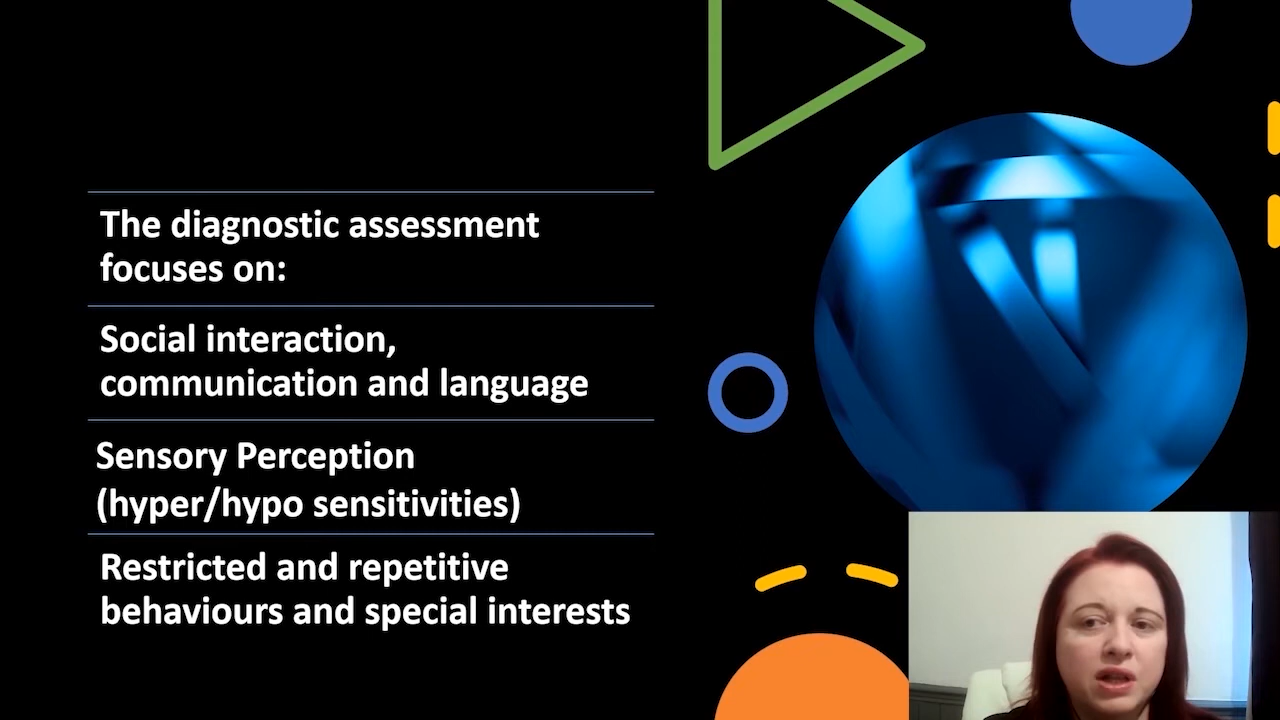 The diagnostic assessment
focuses on:
Social interaction,
communication and language
Sensory Perception
(hyper/hypo sensitivities)
Restricted and repetitive
behaviours and special interests